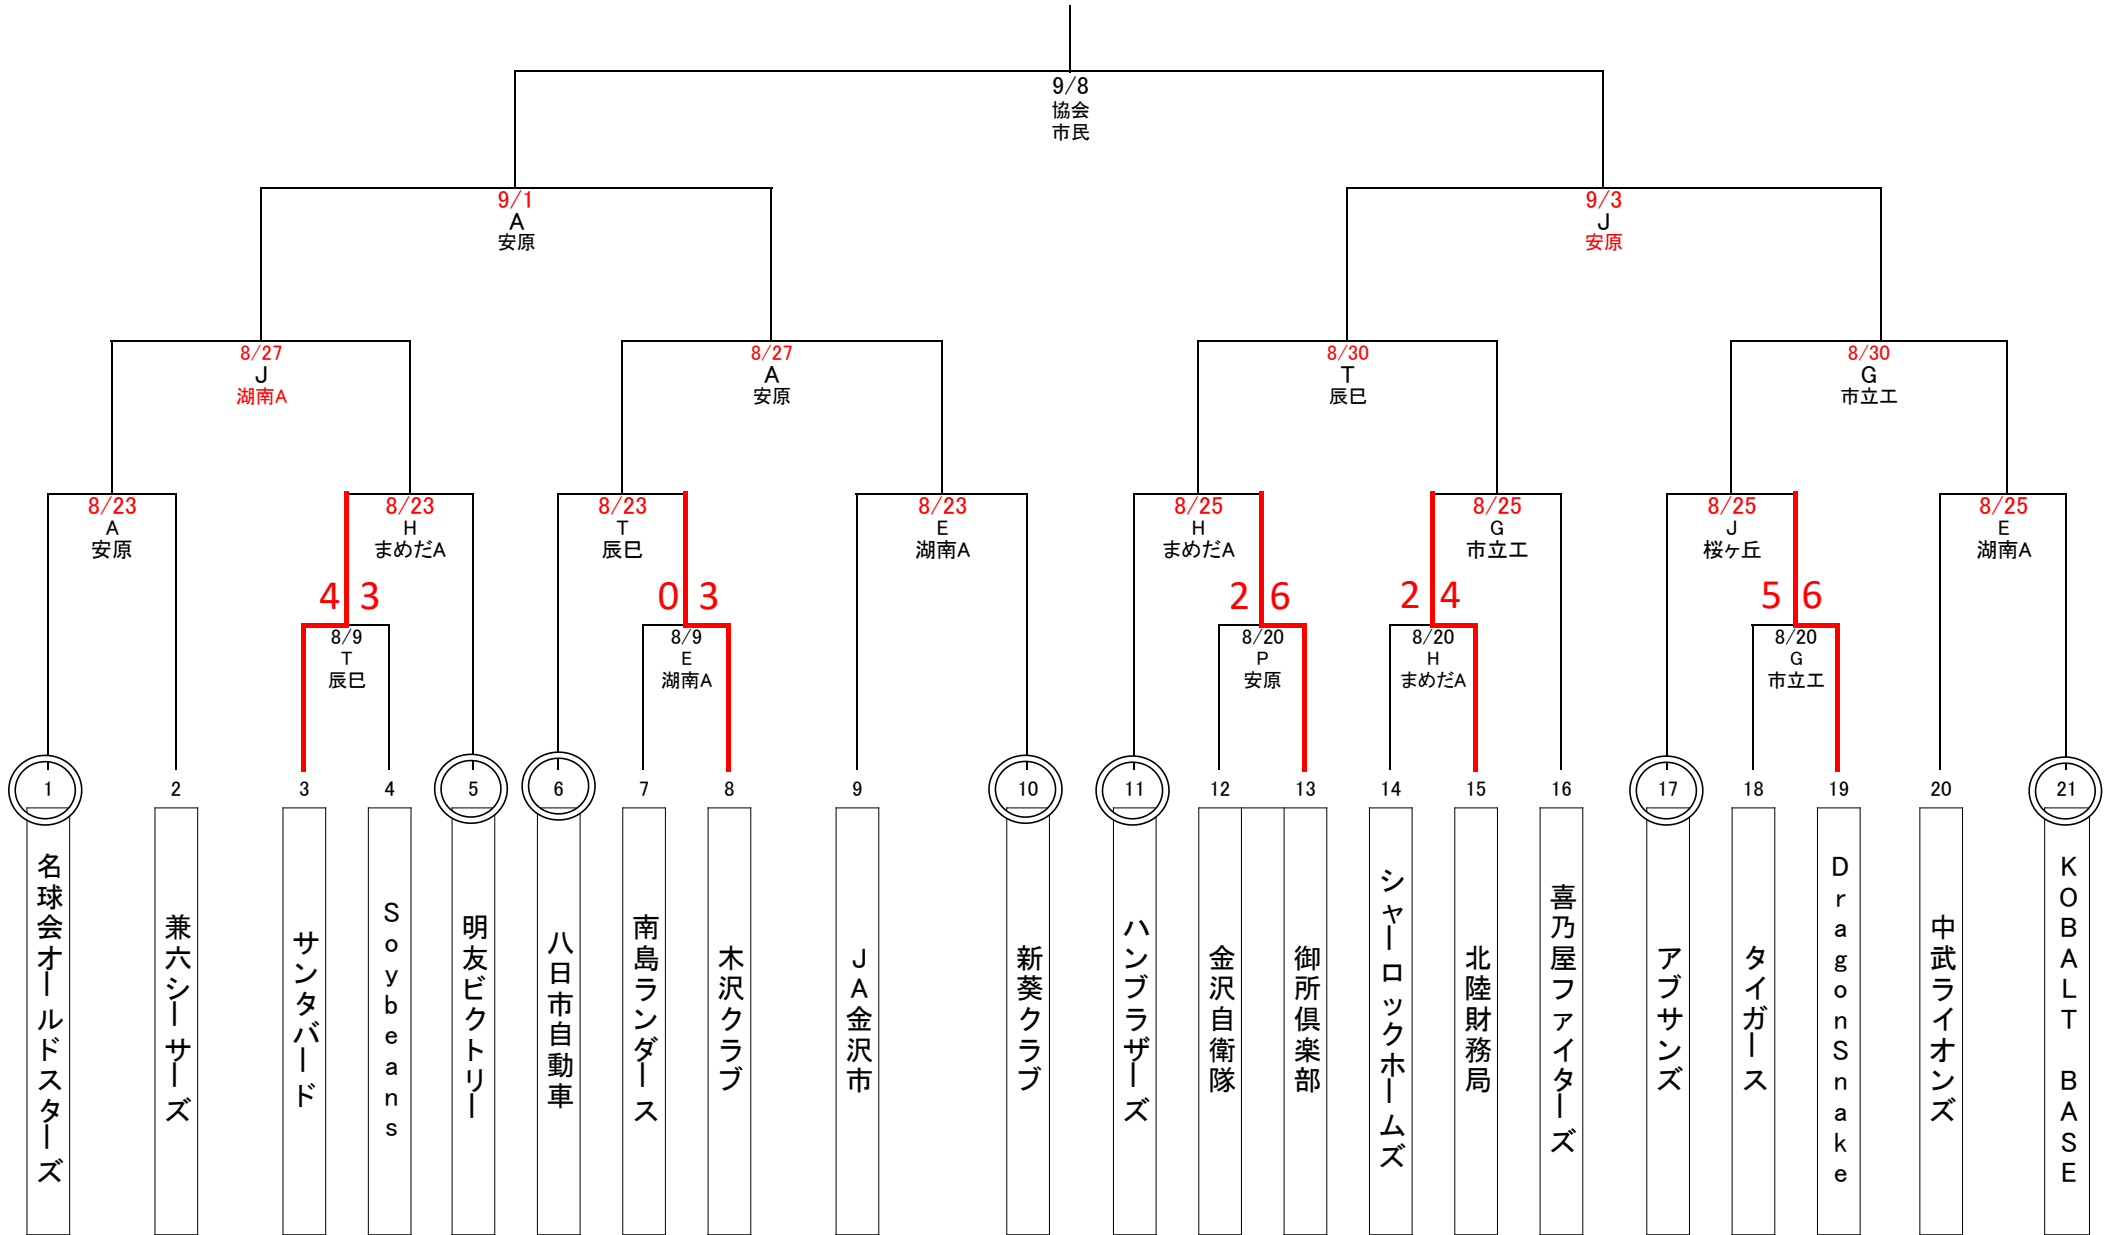 9/8
協会
市民
9/1
A
安原
9/3
J
安原
8/27
J
湖南A
8/27
A
安原
8/30
T
辰巳
8/30
G
市立工
8/23
A
安原
8/23
H
まめだA
8/23
T
辰巳
8/23
E
湖南A
8/25
H
まめだA
8/25
G
市立工
8/25
J
桜ヶ丘
8/25
E
湖南A
4 3
8/9
T
辰巳
0 3
8/9
E
湖南A
2 6
8/20
P
安原
2 4
8/20
H
まめだA
5 6
8/20
G
市立工
1 2 3 4 5 6 7 8 9 10 11 12 13 14 15 16 17 18 19 20 21
名球会オールドスターズ
兼六シーサーズ
サンタバード
Soybeans
明友ビクトリー
八日市自動車
南島ランダース
木沢クラブ
JA金沢市
新葵クラブ
ハンブラザーズ
金沢自衛隊
御所倶楽部
シャーロックホームズ
北陸財務局
喜乃屋ファイターズ
アブサンズ
タイガース
DragonSnake
中武ライオンズ
KOBALT BASE